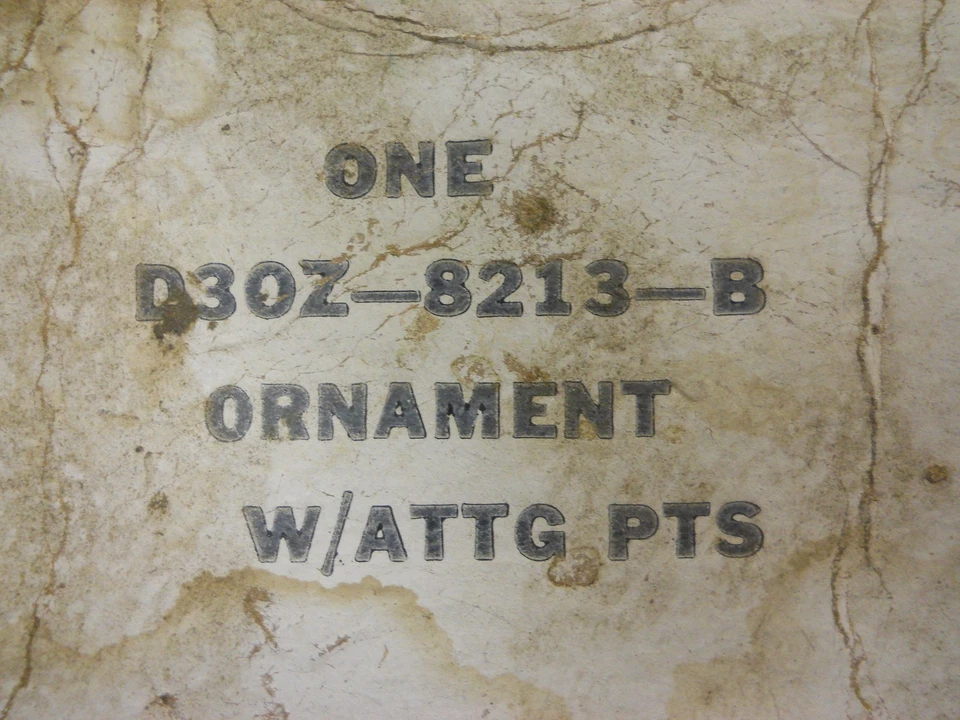 ONE
D3OZ-8213-B
ORNAMENT
W/ATTG PTS